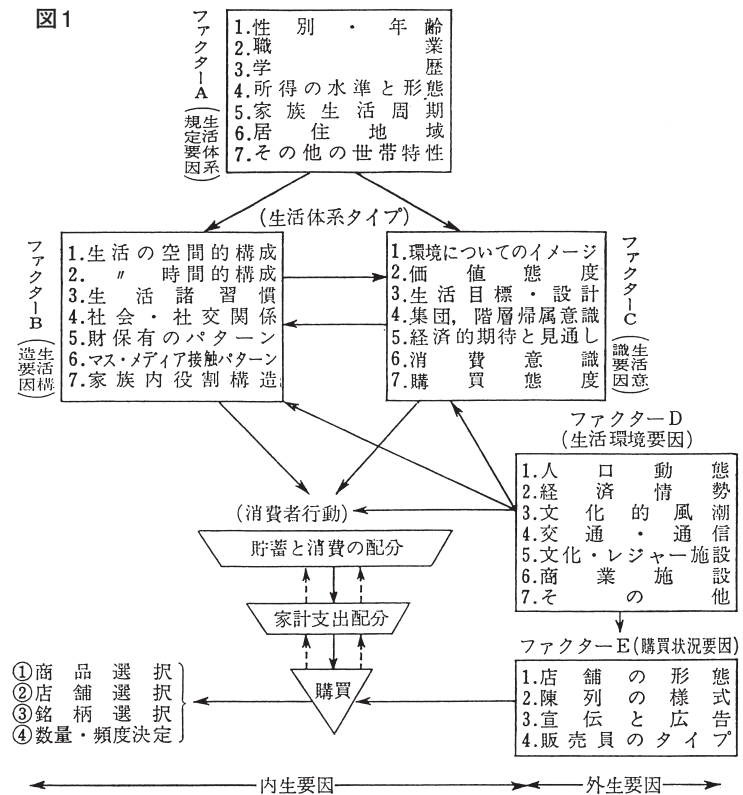 図1
ファクターA
(生活体系規定要因)
1.性別・年齢
2.職業
3.学歴
4.所得の水準と形態
5.家族生活周期
6.居住地域
7.その他の世帯特性
(生活体系タイプ)
ファクターB
(生活構造要因)
1.生活の空間的構成
2.〃時間的構成
3.生活諸習慣
4.社会・社交関係
5.財保有のパターン
6.マス・メディア接触パターン
7.家族内役割構造
1.環境についてのイメージ
2.価値態度
3.生活目標・設計
4.集団,階層帰属意識
5.経済的期待と見通し
6.消費意識
7.購買態度
ファクターC
(生活意識要因)
ファクターD
(生活環境要因)
1.人口動態
2.経済情勢
3.文化的風潮
4.交通・通信
5.文化・レジャー施設
6.商業施設
7.その他
(消費者行動)
貯蓄と消費の配分
家計支出配分
購買
ファクターE(購買状況要因)
1.店舗の形態
2.陳列の様式
3.宣伝と広告
4.販売員のタイプ
①商品選択
②店舗選択
③銘柄選択
④数量・頻度決定
内生要因
外生要因